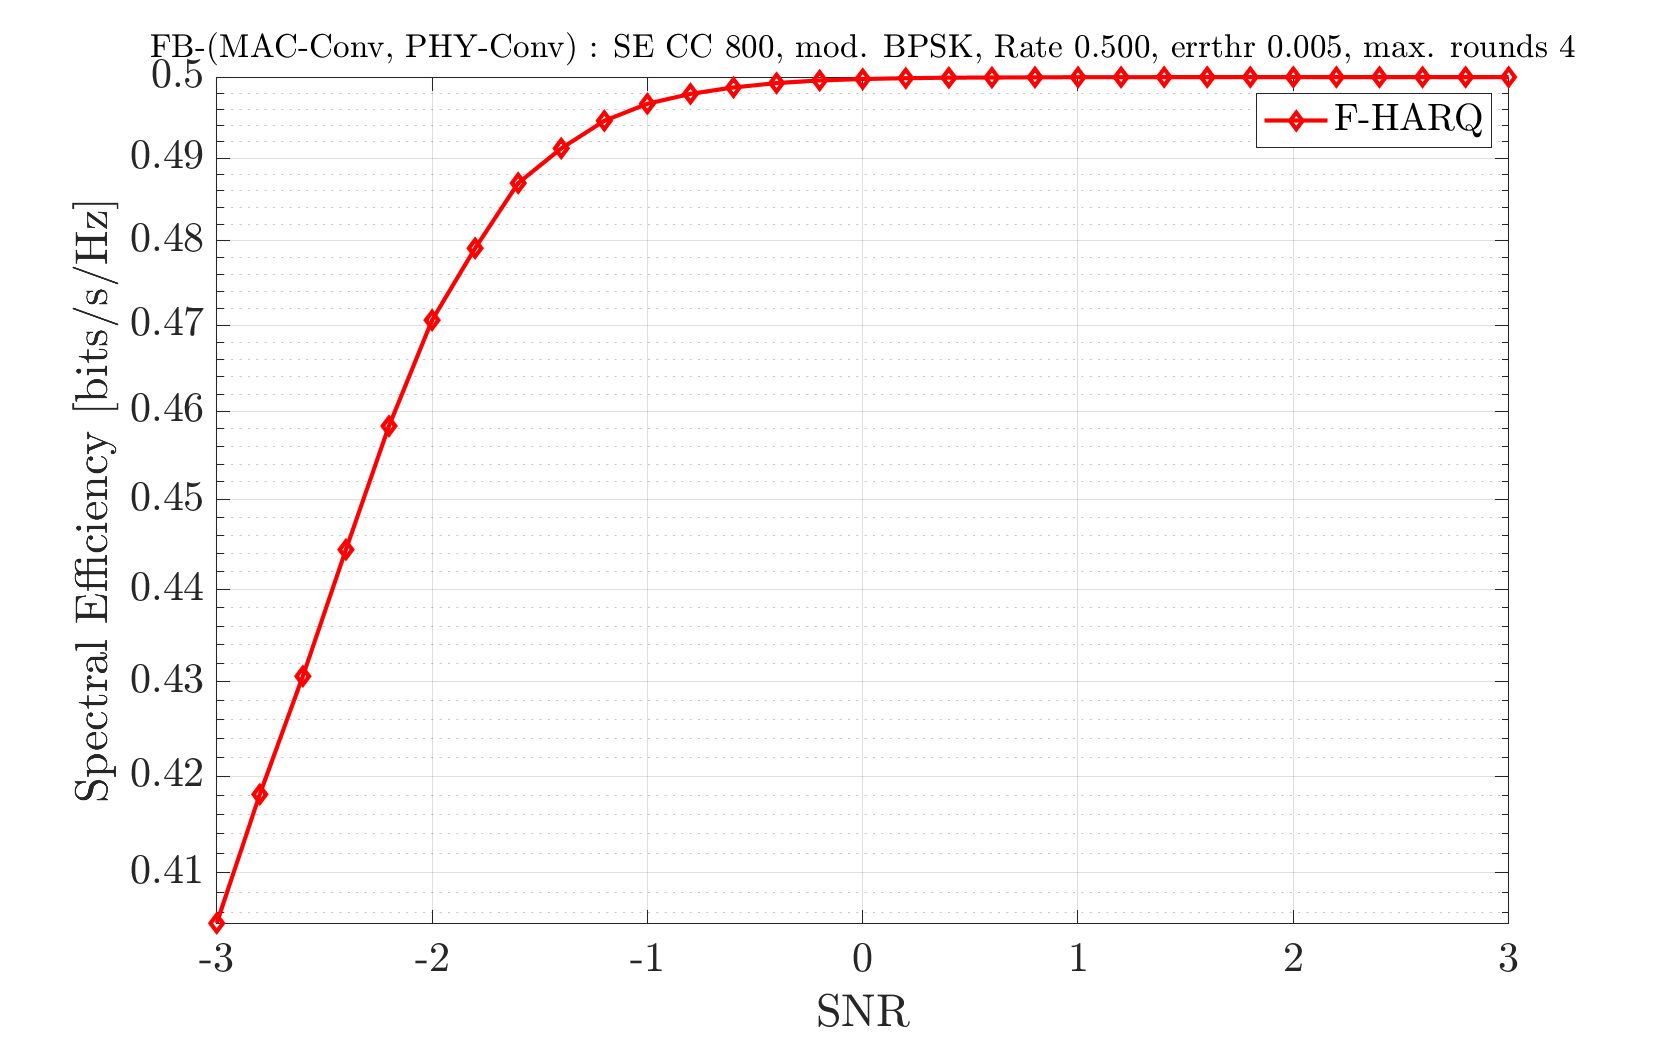 FB-(MAC-Conv, PHY-Conv) : SE CC 800, mod. BPSK, Rate 0.500, errthr 0.005, max. rounds 4
F-HARQ
Spectral Efficiency [bits/s/Hz]
0.5
0.49
0.48
0.47
0.46
0.45
0.44
0.43
0.42
0.41
-3 -2 -1 0 1 2 3
SNR